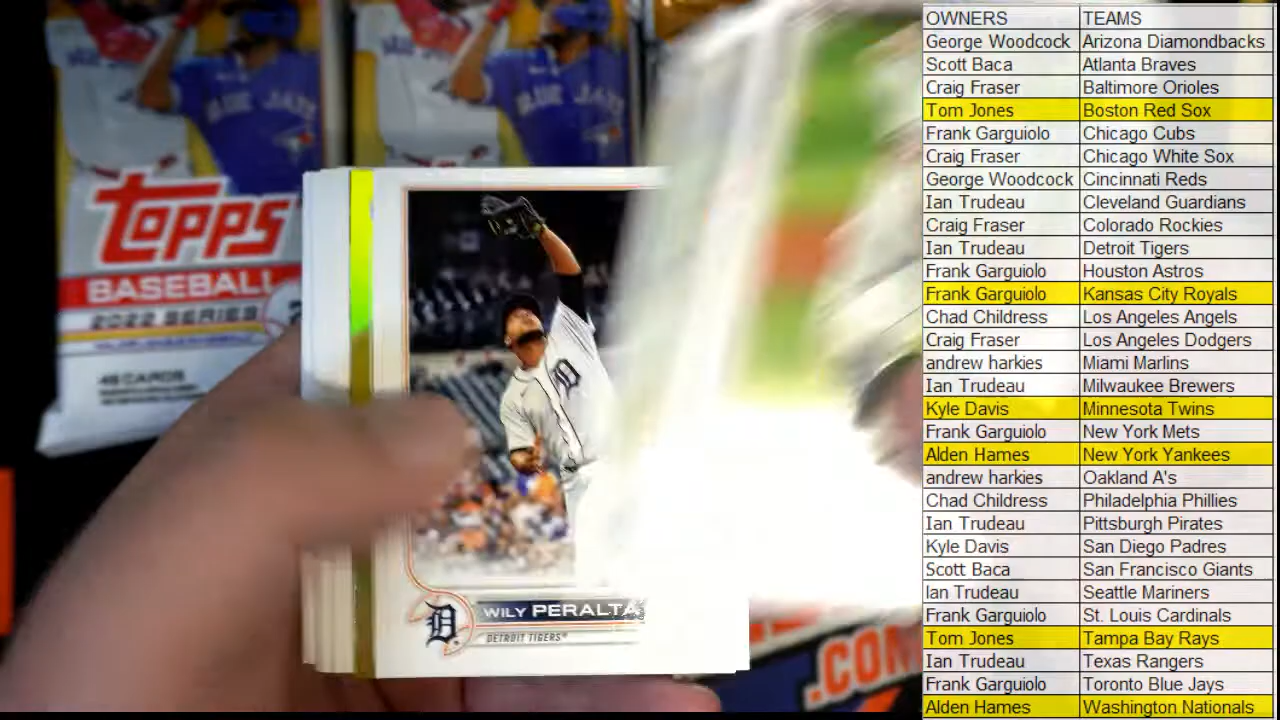 BLUE JAYS
TOPPS
BASEBALL
2022 SERIES
46 CARDS
D
D
WILY PERALTA
DETROIT TIGERS®
.COM
OWNERS TEAMS
George Woodcock Arizona Diamondbacks
Scott Baca Atlanta Braves
Craig Fraser Baltimore Orioles
Tom Jones Boston Red Sox
Frank Garguiolo Chicago Cubs
Craig Fraser Chicago White Sox
George Woodcock Cincinnati Reds
Ian Trudeau Cleveland Guardians
Craig Fraser Colorado Rockies
Ian Trudeau Detroit Tigers
Frank Garguiolo Houston Astros
Frank Garguiolo Kansas City Royals
Chad Childress Los Angeles Angels
Craig Fraser Los Angeles Dodgers
andrew harkies Miami Marlins
Ian Trudeau Milwaukee Brewers
Kyle Davis Minnesota Twins
Frank Garguiolo New York Mets
Alden Hames New York Yankees
andrew harkies Oakland A's
Chad Childress Philadelphia Phillies
Ian Trudeau Pittsburgh Pirates
Kyle Davis San Diego Padres
Scott Baca San Francisco Giants
Ian Trudeau Seattle Mariners
Frank Garguiolo St. Louis Cardinals
Tom Jones Tampa Bay Rays
Ian Trudeau Texas Rangers
Frank Garguiolo Toronto Blue Jays
Alden Hames Washington Nationals